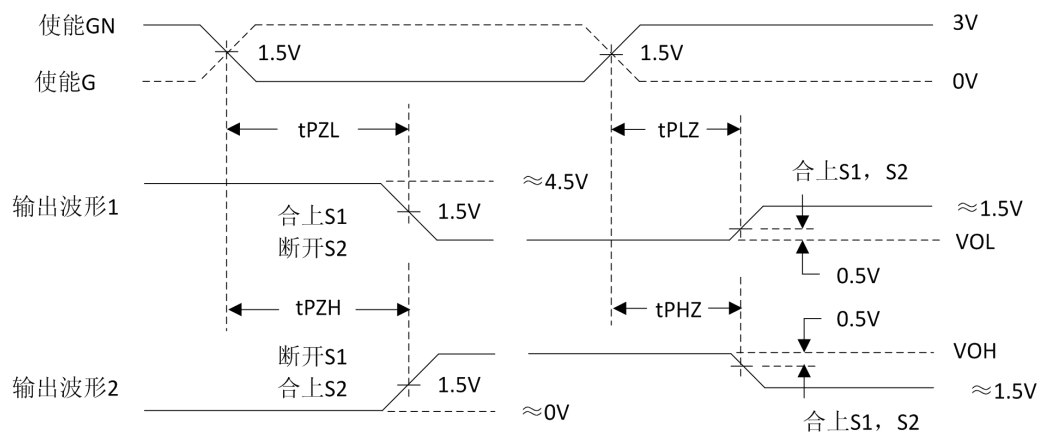 使能GN
1.5V
1.5V
3V
使能G
0V
tPZL
tPLZ
≈4.5V
合上S1，S2
输出波形1
合上S1
1.5V
≈1.5V
断开S2
VOL
0.5V
tPZH
tPHZ
0.5V
断开S1
VOH
输出波形2
合上S2
1.5V
≈1.5V
≈0V
合上S1，S2